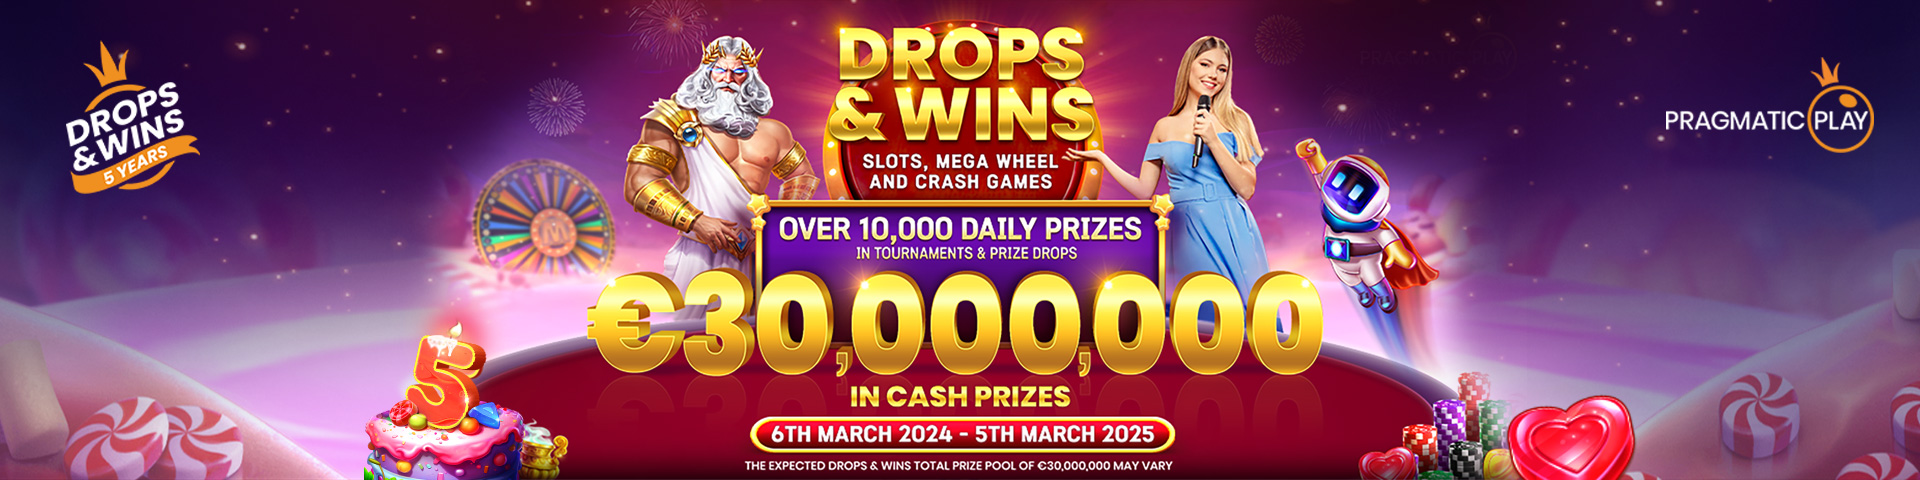 DROPS
& WINS
5 YEARS
DROPS
& WINS
SLOTS, MEGA WHEEL
AND CRASH GAMES
OVER 10,000 DAILY PRIZES
IN TOURNAMENTS & PRIZE DROPS
€30,000,000
IN CASH PRIZES
6TH MARCH 2024 - 5TH MARCH 2025
THE EXPECTED DROPS & WINS TOTAL PRIZE POOL OF €30,000,000 MAY VARY
PRAGMATIC PLAY
5
M